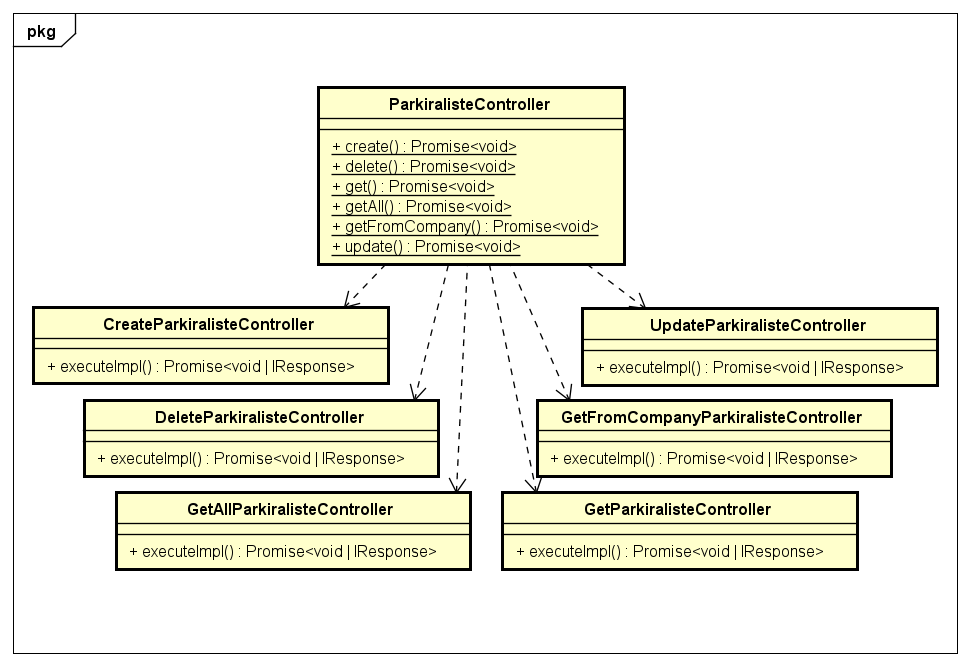 pkg
ParkiralisteController
+ create() : Promise<void>
+ delete() : Promise<void>
+ get() : Promise<void>
+ getAll() : Promise<void>
+ getFromCompany() : Promise<void>
+ update() : Promise<void>
CreateParkiralisteController
+ executeImpl() : Promise<void | IResponse>
UpdateParkiralisteController
+ executeImpl() : Promise<void | IResponse>
DeleteParkiralisteController
+ executeImpl() : Promise<void | IResponse>
GetFromCompanyParkiralisteController
+ executeImpl() : Promise<void | IResponse>
GetAllParkiralisteController
+ executeImpl() : Promise<void | IResponse>
GetParkiralisteController
+ executeImpl() : Promise<void | IResponse>